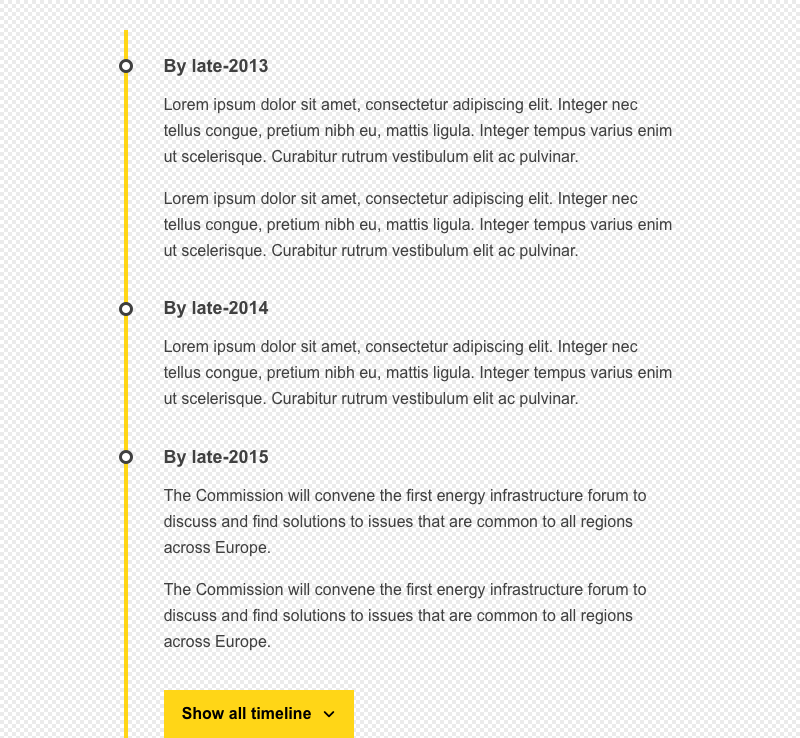 By late-2013
Lorem ipsum dolor sit amet, consectetur adipiscing elit. Integer nec
tellus congue, pretium nibh eu, mattis ligula. Integer tempus varius enim
ut scelerisque. Curabitur rutrum vestibulum elit ac pulvinar.
Lorem ipsum dolor sit amet, consectetur adipiscing elit. Integer nec
tellus congue, pretium nibh eu, mattis ligula. Integer tempus varius enim
ut scelerisque. Curabitur rutrum vestibulum elit ac pulvinar.
By late-2014
Lorem ipsum dolor sit amet, consectetur adipiscing elit. Integer nec
tellus congue, pretium nibh eu, mattis ligula. Integer tempus varius enim
ut scelerisque. Curabitur rutrum vestibulum elit ac pulvinar.
By late-2015
The Commission will convene the first energy infrastructure forum to
discuss and find solutions to issues that are common to all regions
across Europe.
The Commission will convene the first energy infrastructure forum to
discuss and find solutions to issues that are common to all regions
across Europe.
Show all timeline